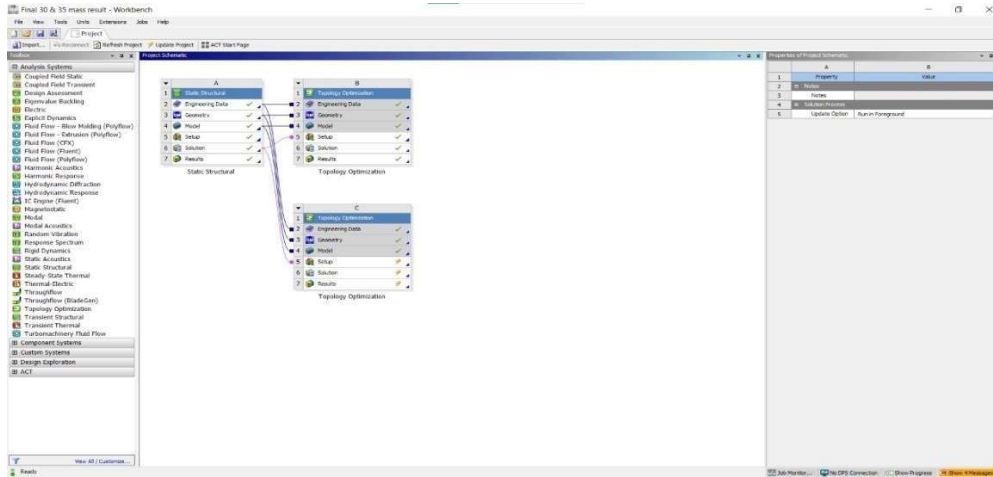 Final 30 & 35 mass result - Workbench
File View Tools Units Extensions Jobs Help
Project
Import... Reconnect Refresh Project Update Project ACT Start Page
Toolbox
Project Schematic
Properties of Project Schematic
Analysis Systems
Coupled Field Static
Coupled Field Transient
Design Assessment
Eigenvalue Buckling
Electric
Explicit Dynamics
Fluid Flow - Blow Molding (Polyflow)
Fluid Flow - Extrusion (Polyflow)
Fluid Flow (CFX)
Fluid Flow (Fluent)
Fluid Flow (Polyflow)
Harmonic Acoustics
Harmonic Response
Hydrodynamic Diffraction
Hydrodynamic Response
IC Engine (Fluent)
Magnetostatic
Modal
Modal Acoustics
Random Vibration
Response Spectrum
Rigid Dynamics
Static Acoustics
Static Structural
Steady-State Thermal
Thermal-Electric
Throughflow
Throughflow (BladeGen)
Topology Optimization
Transient Structural
Transient Thermal
Turbomachinery Fluid Flow
Component Systems
Custom Systems
Design Exploration
ACT
View All / Customize...
A
1 Static Structural
2 Engineering Data
3 Geometry
4 Model
5 Setup
6 Solution
7 Results
Static Structural
B
1 Topology Optimization
2 Engineering Data
3 Geometry
4 Model
5 Setup
6 Solution
7 Results
Topology Optimization
C
1 Topology Optimization
2 Engineering Data
3 Geometry
4 Model
5 Setup
6 Solution
7 Results
Topology Optimization
A B
1 Property Value
2 Notes
3 Notes
4 Solution Process
5 Update Option Run in Foreground
Ready
Job Monitor... No DPS Connection Show Progress Show 4 Messages